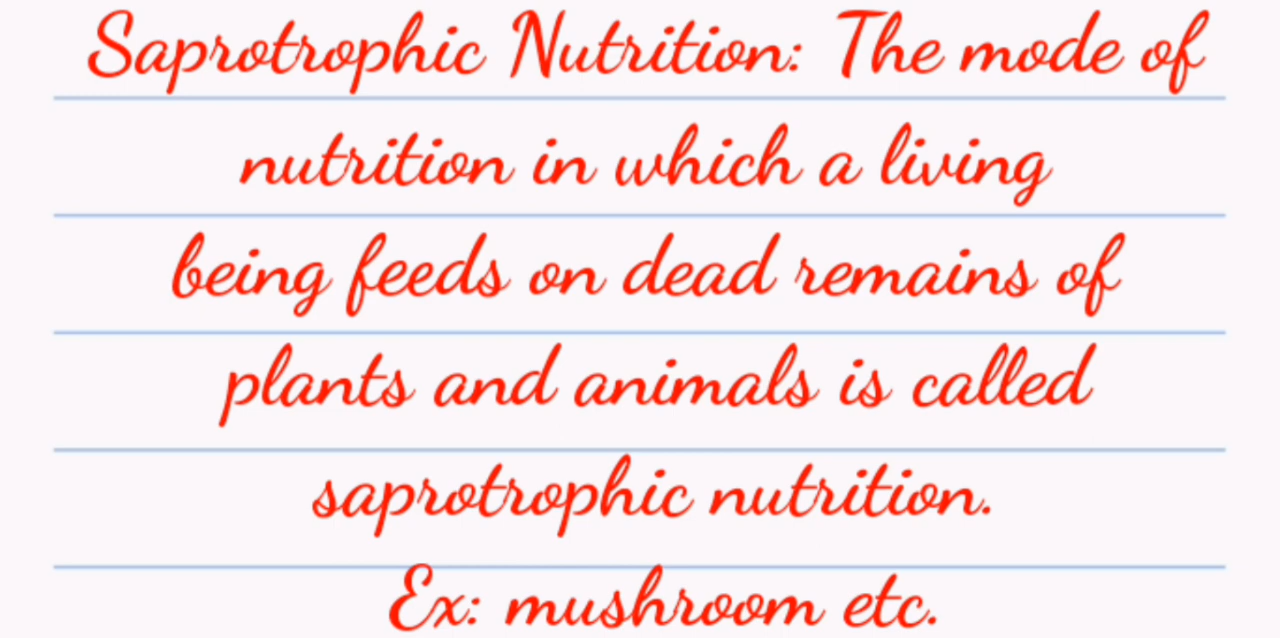 Saprotrophic Nutrition: The mode of
nutrition in which a living
being feeds on dead remains of
plants and animals is called
saprotrophic nutrition.
Ex: mushroom etc.